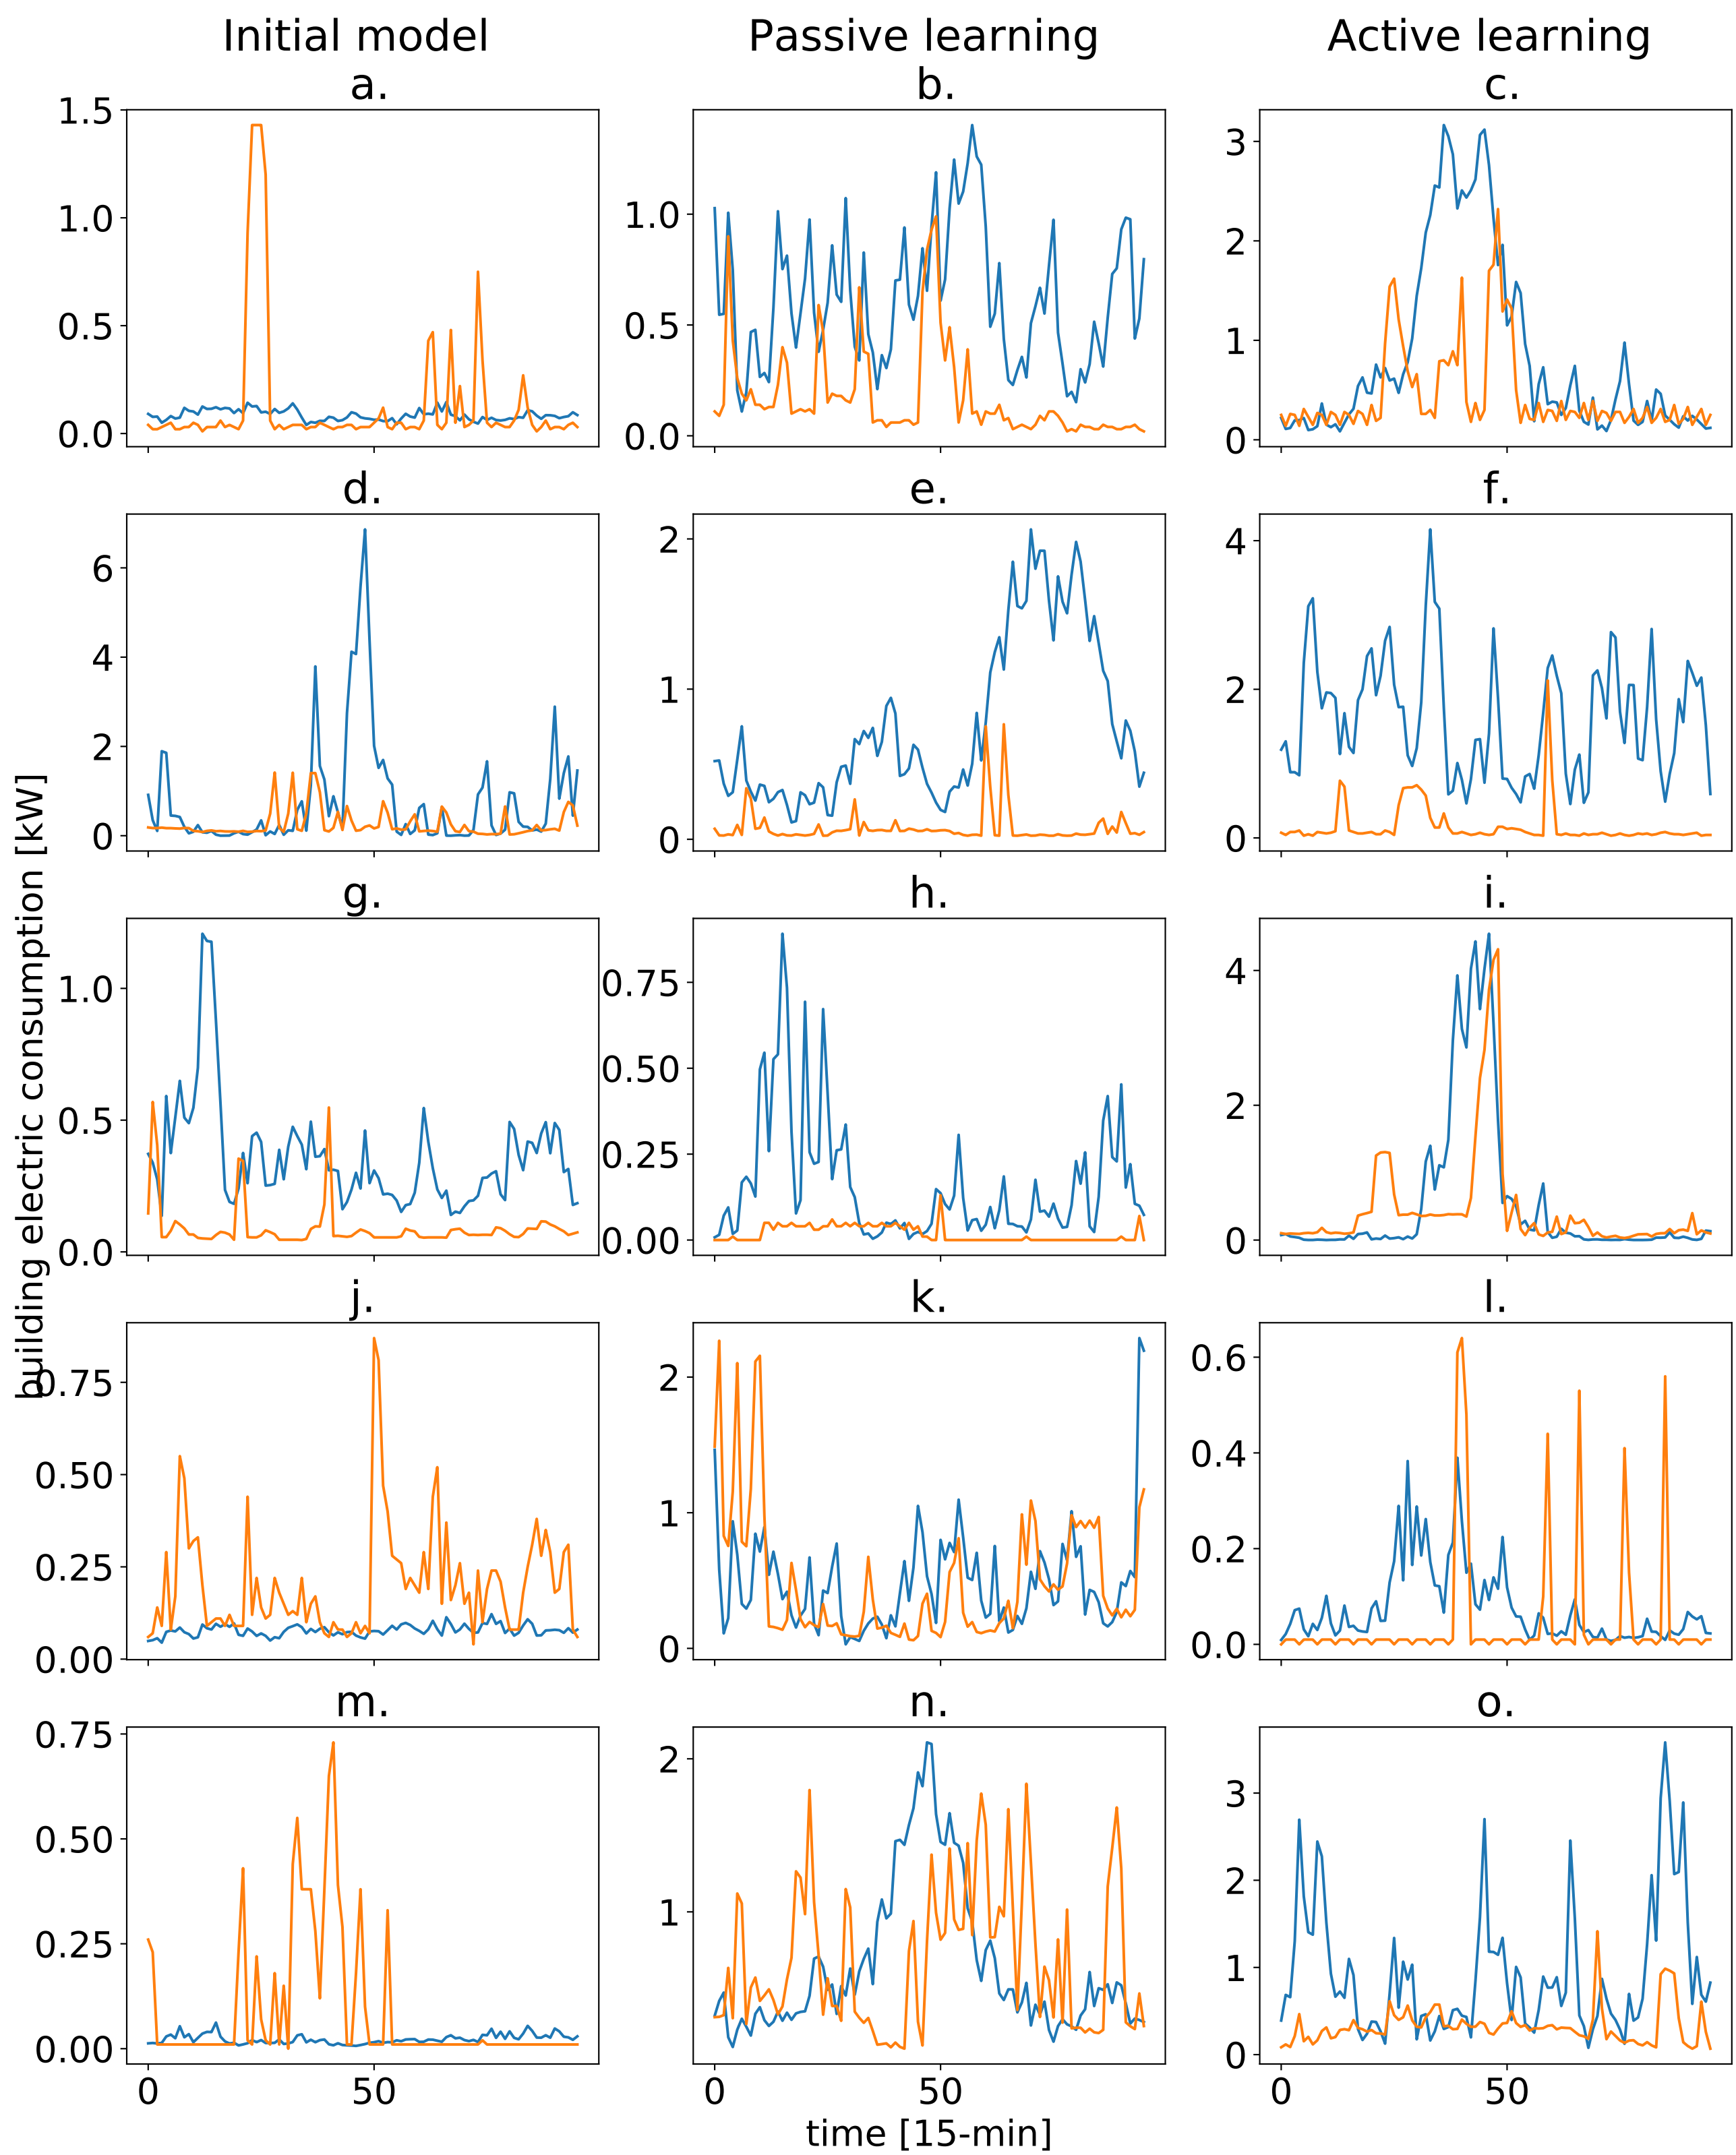 Initial model
Passive learning
Active learning
a.
b.
c.
1.5
1.0
0.5
0.0
1.0
0.5
0.0
3
2
1
0
d.
e.
f.
6
4
2
0
2
1
0
4
2
0
g.
h.
i.
1.0
0.5
0.0
0.75
0.50
0.25
0.00
4
2
0
building electric consumption [kW]
j.
k.
l.
0.75
0.50
0.25
0.00
2
1
0
0.6
0.4
0.2
0.0
m.
n.
o.
0.75
0.50
0.25
0.00
2
1
3
2
1
0
0 50
0 50
0 50
time [15-min]